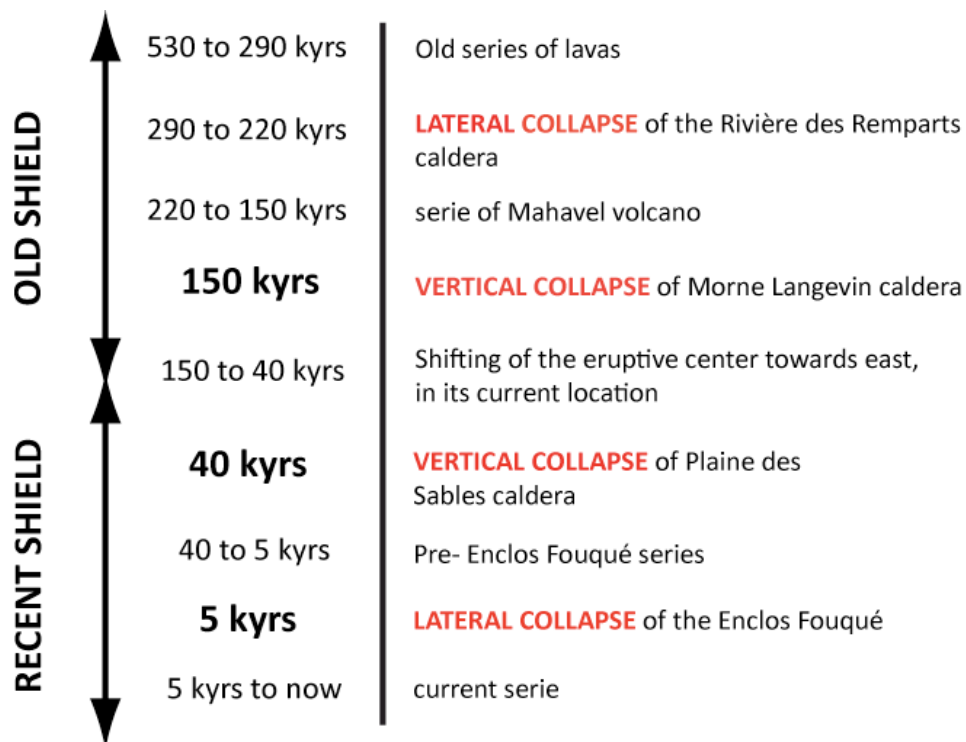 OLD SHIELD
530 to 290 kyrs
Old series of lavas
290 to 220 kyrs
LATERAL COLLAPSE of the Rivière des Remparts
caldera
220 to 150 kyrs
serie of Mahavel volcano
150 kyrs
VERTICAL COLLAPSE of Morne Langevin caldera
150 to 40 kyrs
Shifting of the eruptive center towards east,
in its current location
RECENT SHIELD
40 kyrs
VERTICAL COLLAPSE of Plaine des
Sables caldera
40 to 5 kyrs
Pre- Enclos Fouqué series
5 kyrs
LATERAL COLLAPSE of the Enclos Fouqué
5 kyrs to now
current serie